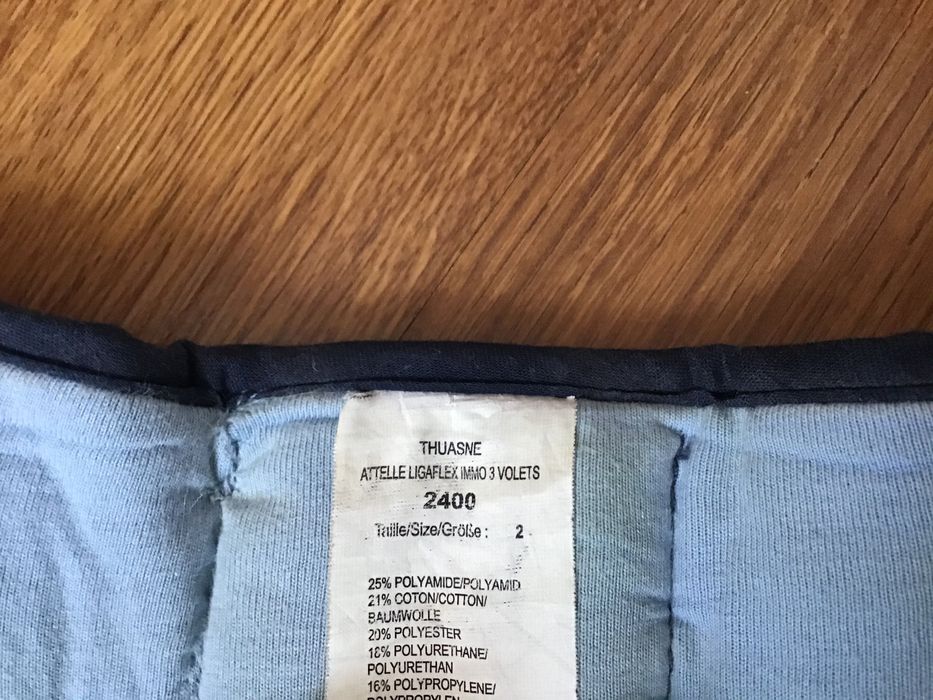 THUASNE
ATTELLE LIGAFLEX IMMO 3 VOLETS
2400
Taille/Size/Größe : 2
25% POLYAMIDE/POLYAMID
21% COTON/COTTON/
BAUMWOLLE
20% POLYESTER
18% POLYURETHANE/
POLYURETHAN
16% POLYPROPYLENE/
POLYPROPYLEN